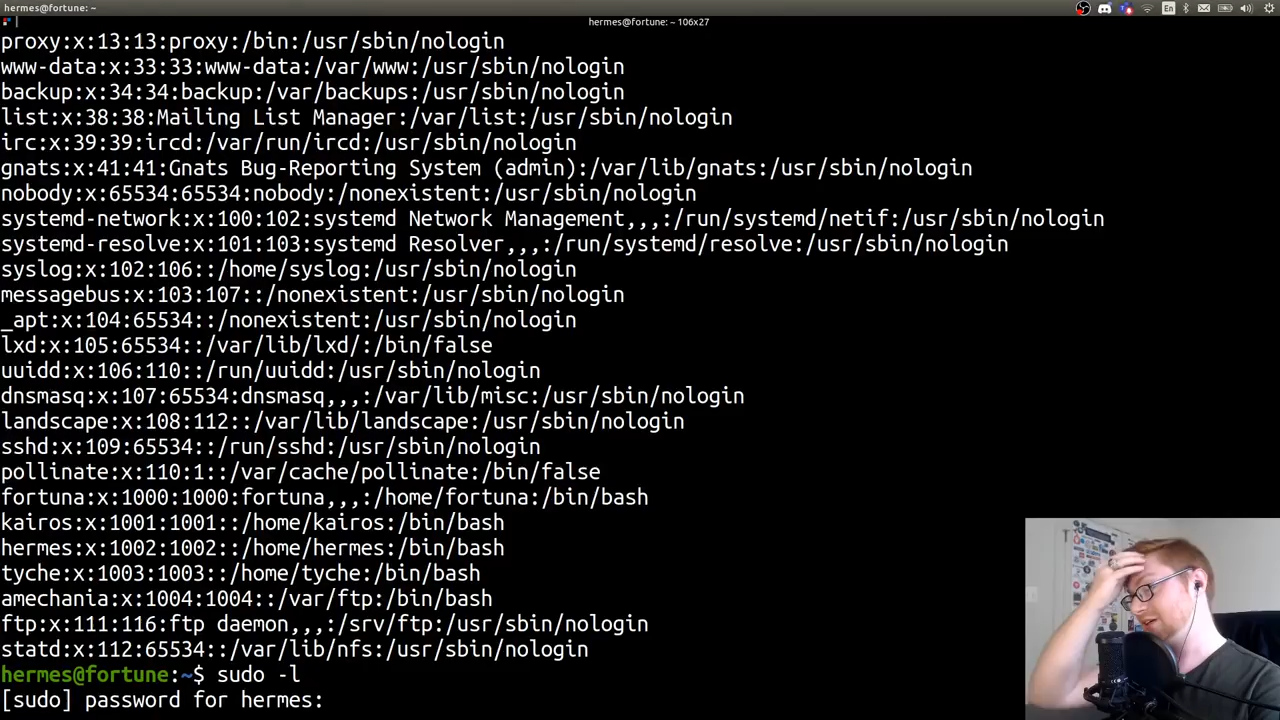 hermes@fortune: ~
En
hermes@fortune: ~ 106x27
proxy:x:13:13:proxy:/bin:/usr/sbin/nologin
www-data:x:33:33:www-data:/var/www:/usr/sbin/nologin
backup:x:34:34:backup:/var/backups:/usr/sbin/nologin
list:x:38:38:Mailing List Manager:/var/list:/usr/sbin/nologin
irc:x:39:39:ircd:/var/run/ircd:/usr/sbin/nologin
gnats:x:41:41:Gnats Bug-Reporting System (admin):/var/lib/gnats:/usr/sbin/nologin
nobody:x:65534:65534:nobody:/nonexistent:/usr/sbin/nologin
systemd-network:x:100:102:systemd Network Management,,,:/run/systemd/netif:/usr/sbin/nologin
systemd-resolve:x:101:103:systemd Resolver,,,:/run/systemd/resolve:/usr/sbin/nologin
syslog:x:102:106::/home/syslog:/usr/sbin/nologin
messagebus:x:103:107::/nonexistent:/usr/sbin/nologin
_apt:x:104:65534::/nonexistent:/usr/sbin/nologin
lxd:x:105:65534::/var/lib/lxd/:/bin/false
uuidd:x:106:110::/run/uuidd:/usr/sbin/nologin
dnsmasq:x:107:65534:dnsmasq,,,:/var/lib/misc:/usr/sbin/nologin
landscape:x:108:112::/var/lib/landscape:/usr/sbin/nologin
sshd:x:109:65534::/run/sshd:/usr/sbin/nologin
pollinate:x:110:1::/var/cache/pollinate:/bin/false
fortuna:x:1000:1000:fortuna,,,:/home/fortuna:/bin/bash
kairos:x:1001:1001::/home/kairos:/bin/bash
hermes:x:1002:1002::/home/hermes:/bin/bash
tyche:x:1003:1003::/home/tyche:/bin/bash
amechania:x:1004:1004::/var/ftp:/bin/bash
ftp:x:111:116:ftp daemon,,,:/srv/ftp:/usr/sbin/nologin
statd:x:112:65534::/var/lib/nfs:/usr/sbin/nologin
hermes@fortune:~$ sudo -l
[sudo] password for hermes: